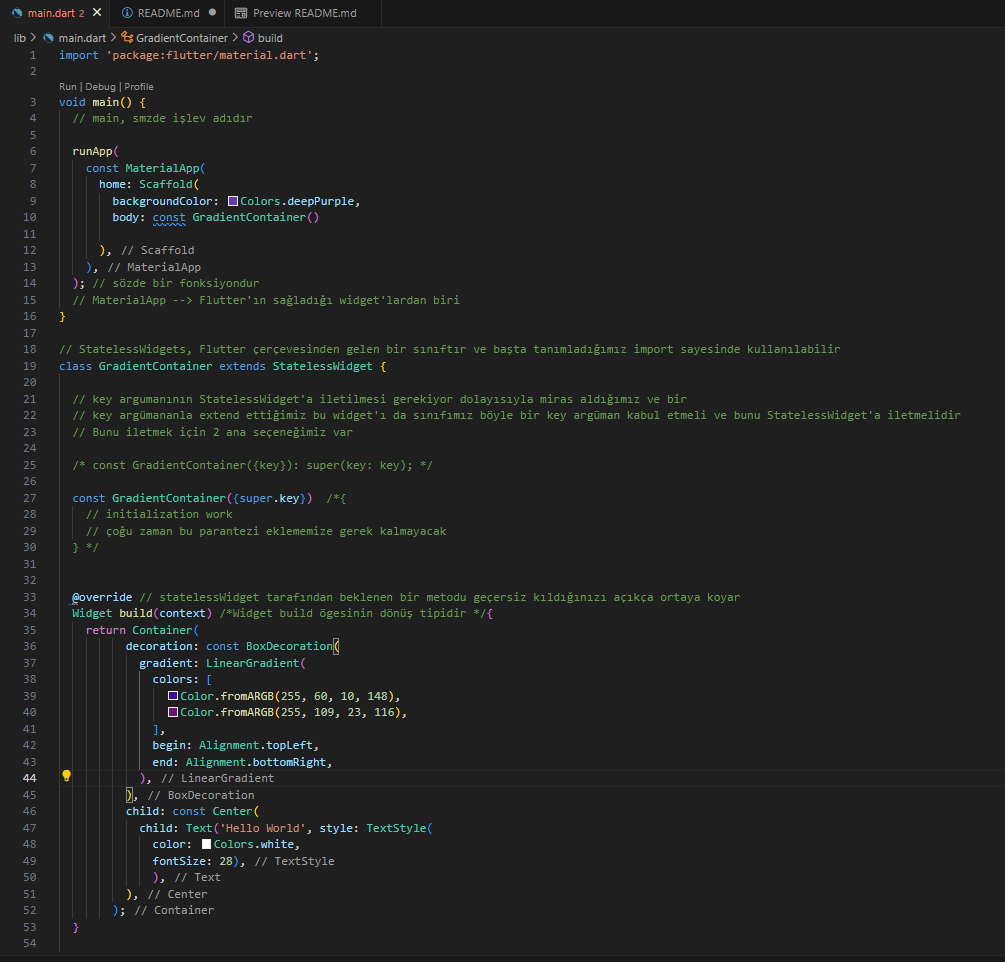 main.dart 2 × README.md ● Preview README.md
lib > main.dart > GradientContainer > build
1 import 'package:flutter/material.dart';
2
Run | Debug | Profile
3 void main() {
4 // main, smzde işlev adıdır
5
6 runApp(
7 const MaterialApp(
8 home: Scaffold(
9 backgroundColor: Colors.deepPurple,
10 body: const GradientContainer()
11
12 ), // Scaffold
13 ), // MaterialApp
14 ); // sözde bir fonksiyondur
15 // MaterialApp --> Flutter'ın sağladığı widget'lardan biri
16 }
17
18 // StatelessWidgets, Flutter çerçevesinden gelen bir sınıftır ve başta tanımladığımız import sayesinde kullanılabilir
19 class GradientContainer extends StatelessWidget {
20
21 // key argumanının StatelessWidget'a iletilmesi gerekiyor dolayısıyla miras aldığımız ve bir
22 // key argümananla extend ettiğimiz bu widget'ı da sınıfımız böyle bir key argüman kabul etmeli ve bunu StatelessWidget'a iletmelidir
23 // Bunu iletmek için 2 ana seçeneğimiz var
24
25 /* const GradientContainer({key}): super(key: key); */
26
27 const GradientContainer({super.key}) /*{
28 // initialization work
29 // çoğu zaman bu parantezi eklememize gerek kalmayacak
30 } */
31
32
33 @override // statelessWidget tarafından beklenen bir metodu geçersiz kıldığınızı açıkça ortaya koyar
34 Widget build(context) /*Widget build ögesinin dönüş tipidir */{
35 return Container(
36 decoration: const BoxDecoration(
37 gradient: LinearGradient(
38 colors: [
39 Color.fromARGB(255, 60, 10, 148),
40 Color.fromARGB(255, 109, 23, 116),
41 ],
42 begin: Alignment.topLeft,
43 end: Alignment.bottomRight,
44 ), // LinearGradient
45 ), // BoxDecoration
46 child: const Center(
47 child: Text('Hello World', style: TextStyle(
48 color: Colors.white,
49 fontSize: 28), // TextStyle
50 ), // Text
51 ), // Center
52 ); // Container
53 }
54